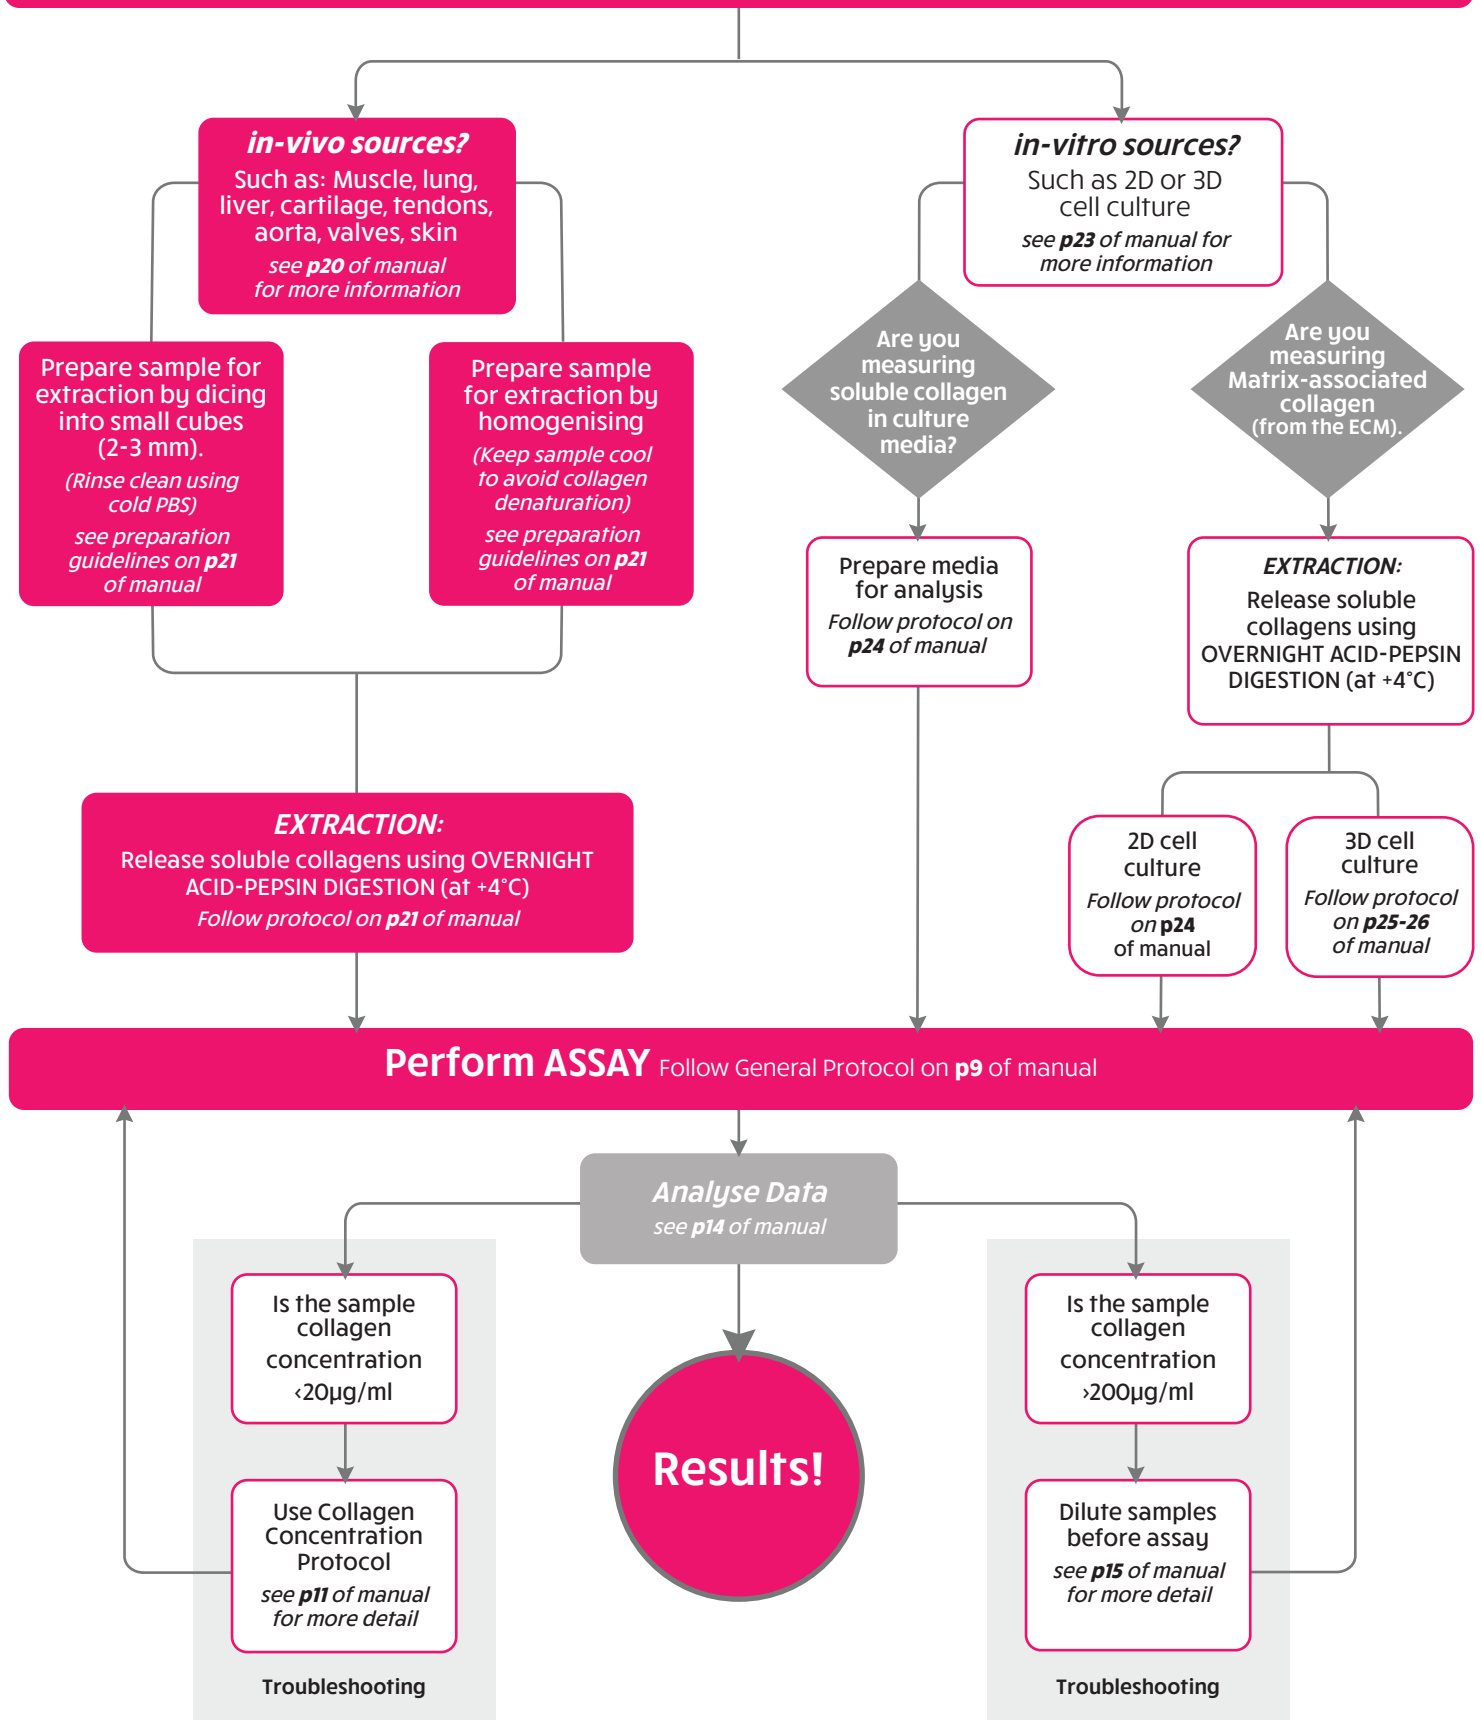 in-vivo sources?
Such as: Muscle, lung,
liver, cartilage, tendons,
aorta, valves, skin
see p20 of manual
for more information
in-vitro sources?
Such as 2D or 3D
cell culture
see p23 of manual for
more information
Prepare sample for
extraction by dicing
into small cubes
(2-3 mm).
(Rinse clean using
cold PBS)
see preparation
guidelines on p21
of manual
Prepare sample
for extraction by
homogenising
(Keep sample cool
to avoid collagen
denaturation)
see preparation
guidelines on p21
of manual
Are you
measuring
soluble collagen
in culture
media?
Are you
measuring
Matrix-associated
collagen
(from the ECM).
Prepare media
for analysis
Follow protocol on
p24 of manual
EXTRACTION:
Release soluble
collagens using
OVERNIGHT ACID-PEPSIN
DIGESTION (at +4°C)
EXTRACTION:
Release soluble collagens using OVERNIGHT
ACID-PEPSIN DIGESTION (at +4°C)
Follow protocol on p21 of manual
2D cell
culture
Follow protocol
on p24
of manual
3D cell
culture
Follow protocol
on p25-26
of manual
Perform ASSAY Follow General Protocol on p9 of manual
Analyse Data
see p14 of manual
Is the sample
collagen
concentration
<20µg/ml
Use Collagen
Concentration
Protocol
see p11 of manual
for more detail
Troubleshooting
Results!
Is the sample
collagen
concentration
>200µg/ml
Dilute samples
before assay
see p15 of manual
for more detail
Troubleshooting